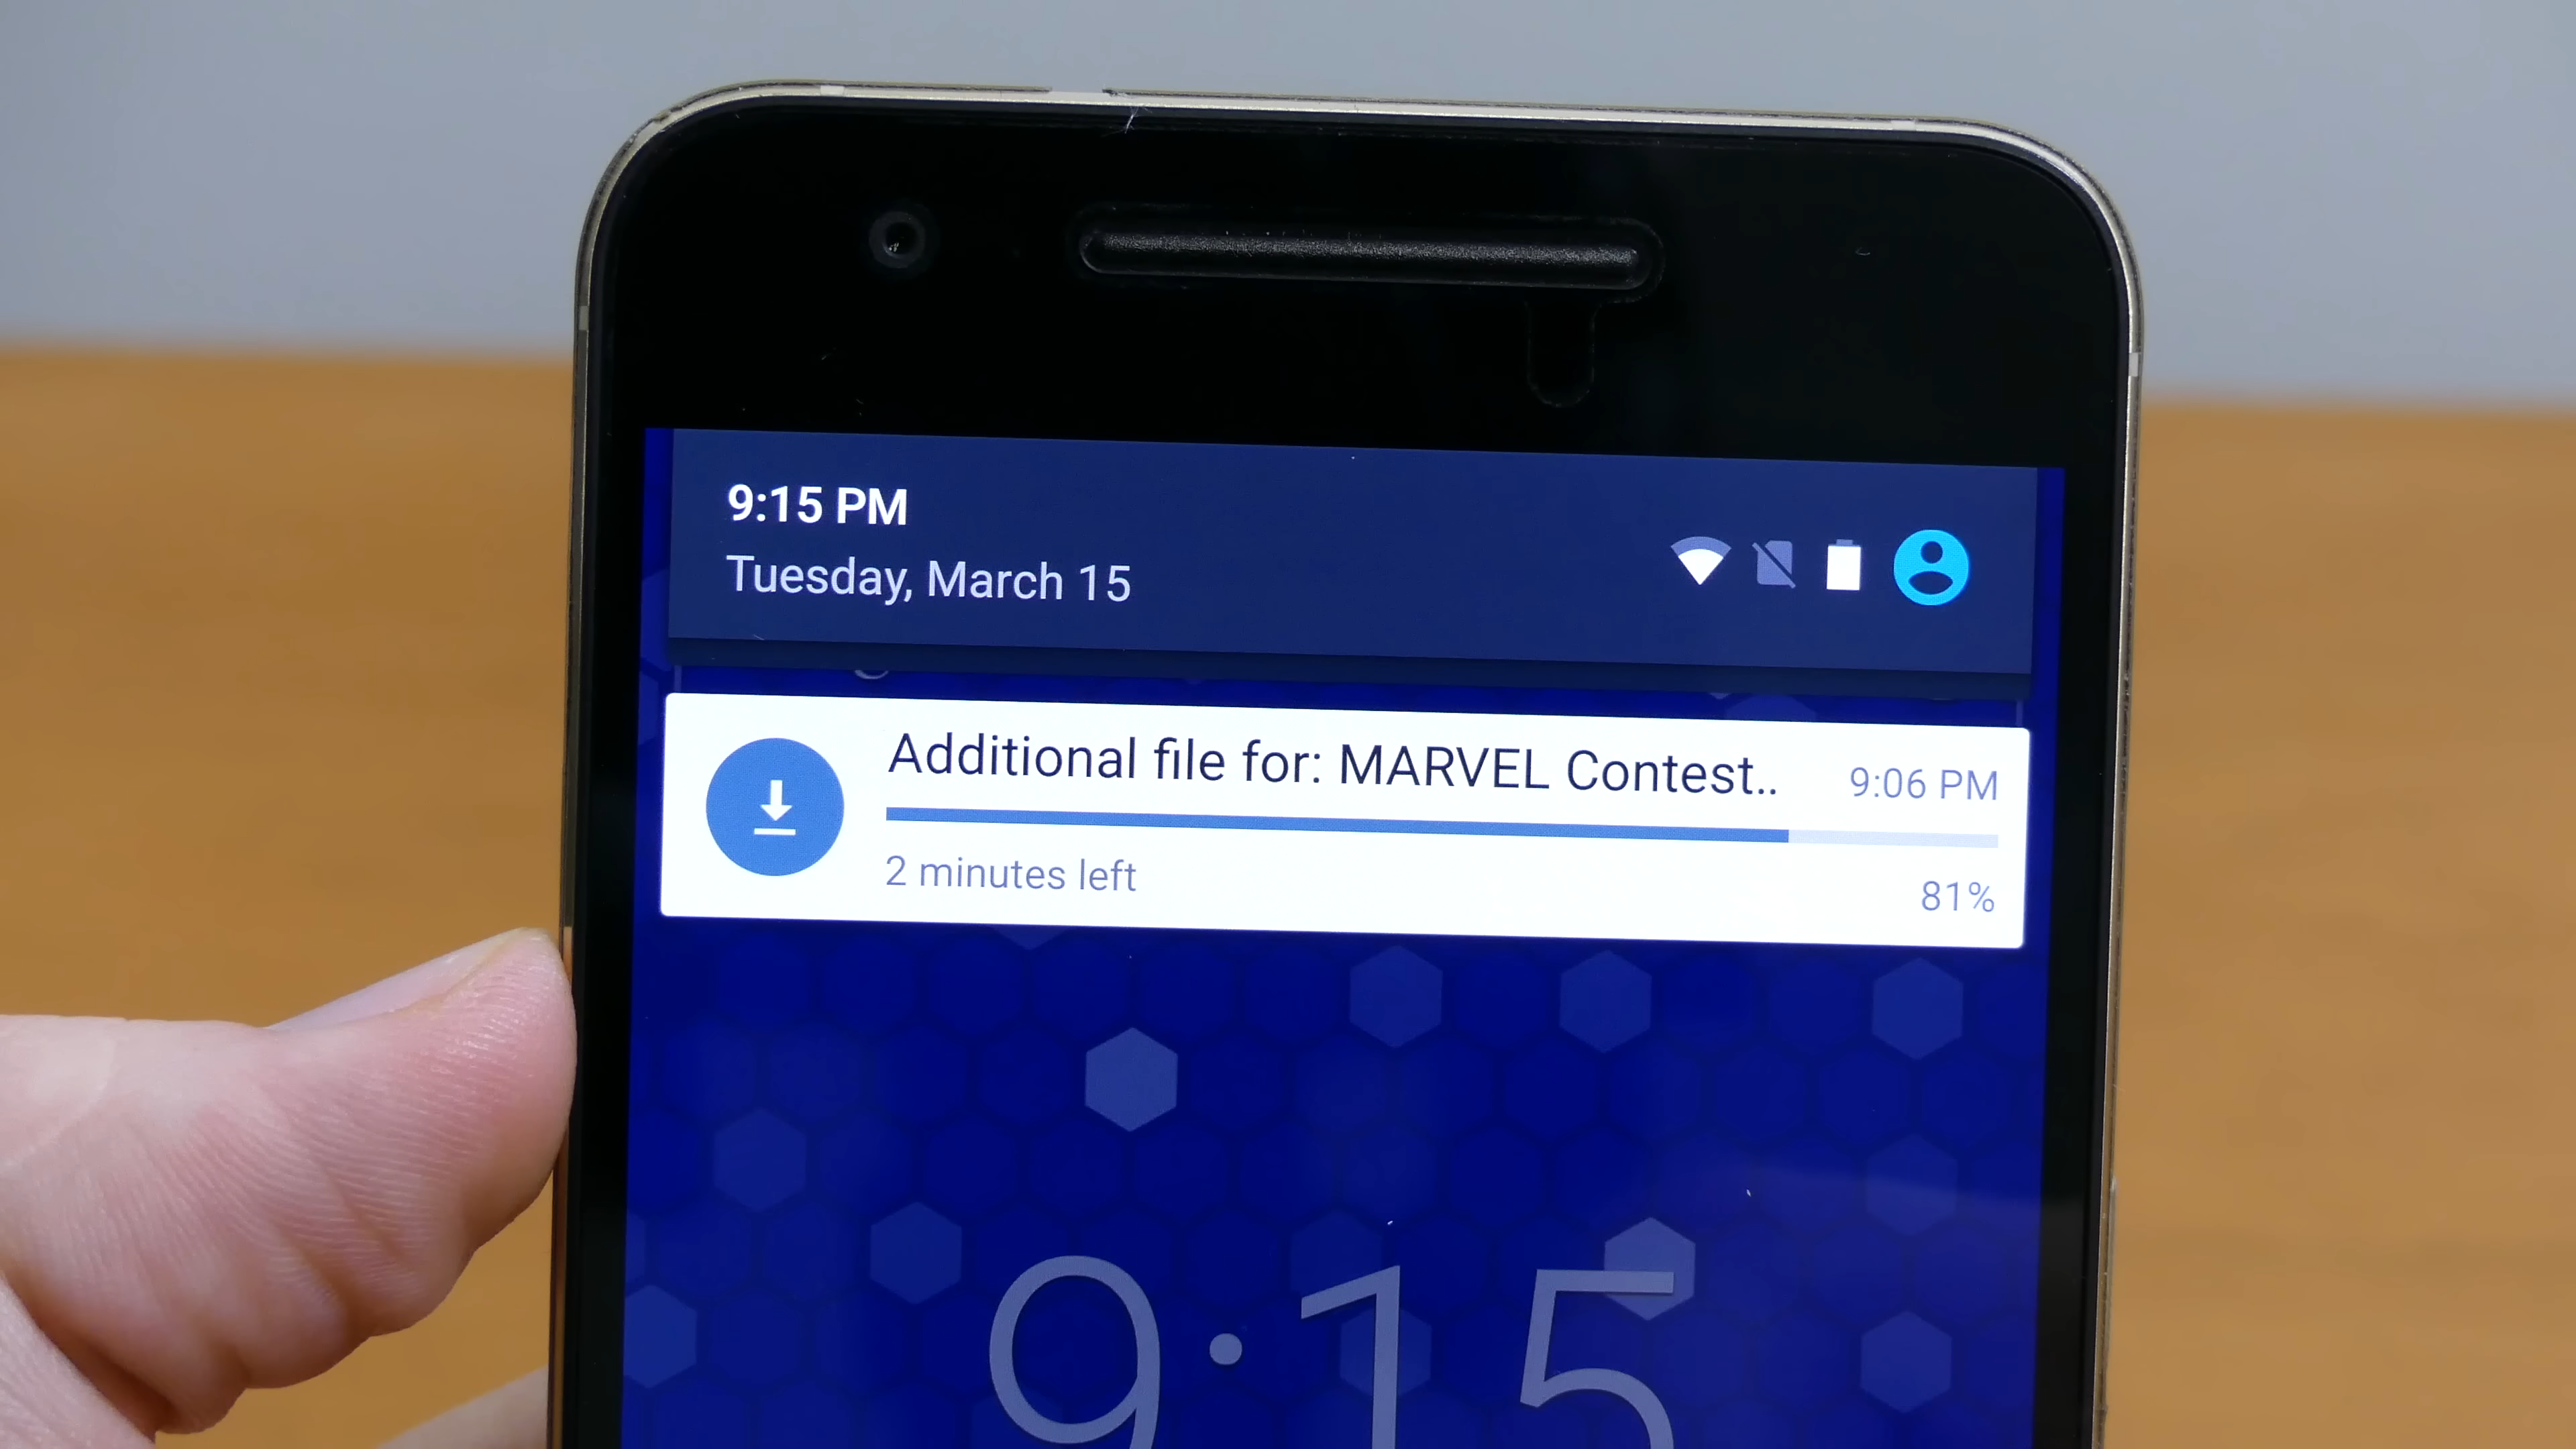 9:15 PM
Tuesday, March 15
Additional file for: MARVEL Contest..
9:06 PM
2 minutes left
81%
9:15